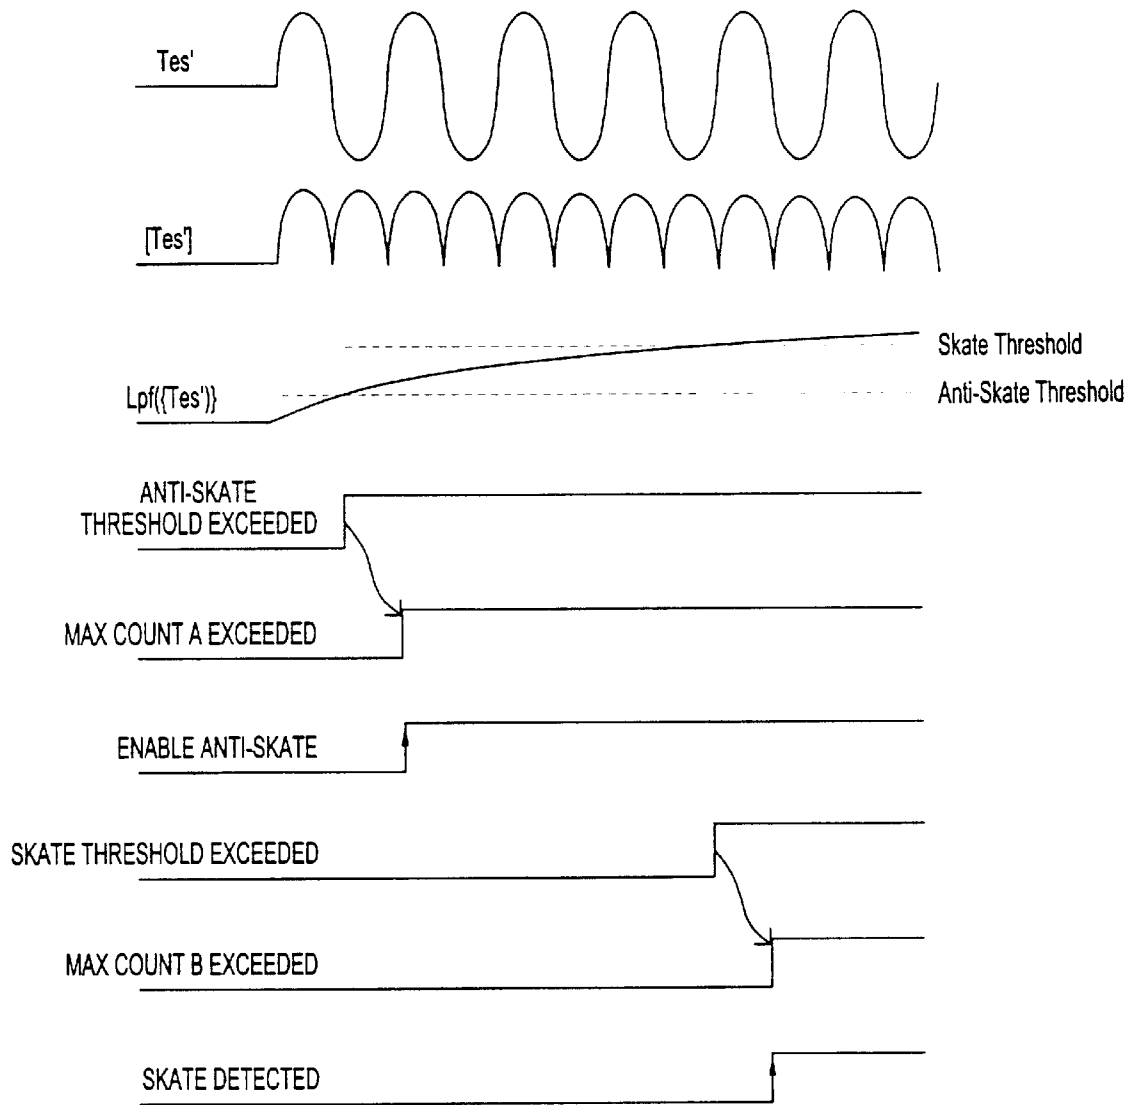 Tes'
[Tes']
Skate Threshold
Lpf({Tes')}
Anti-Skate Threshold
ANTI-SKATE
THRESHOLD EXCEEDED
MAX COUNT A EXCEEDED
ENABLE ANTI-SKATE
SKATE THRESHOLD EXCEEDED
MAX COUNT B EXCEEDED
SKATE DETECTED